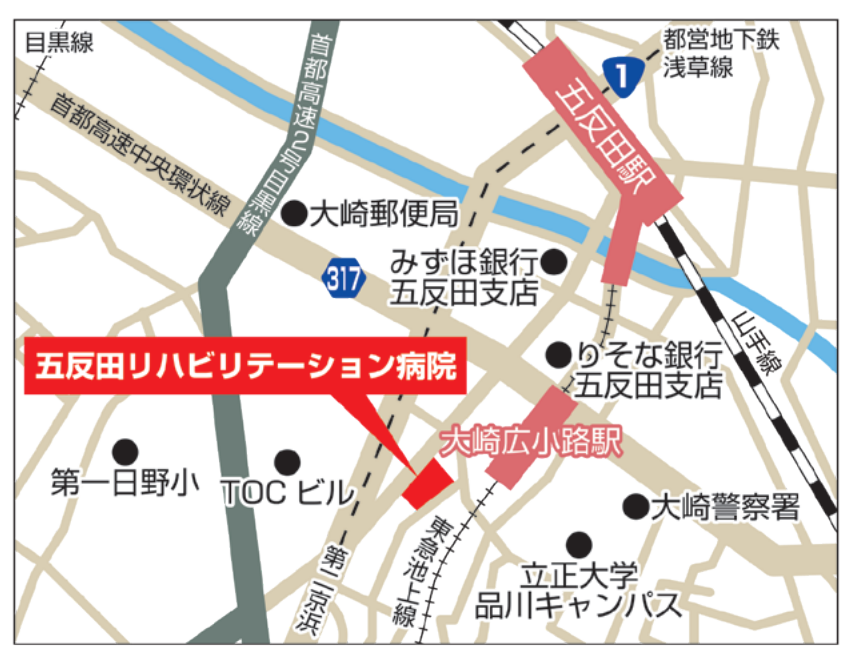 目黒線
首都高速2号目黒線
都営地下鉄
浅草線
1
五反田駅
首都高速中央環状線
大崎郵便局
みずほ銀行
五反田支店
317
山手線
りそな銀行
五反田支店
五反田リハビリテーション病院
大崎広小路駅
第一日野小
TOC ビル
大崎警察署
東急池上線
第二京浜
立正大学
品川キャンパス